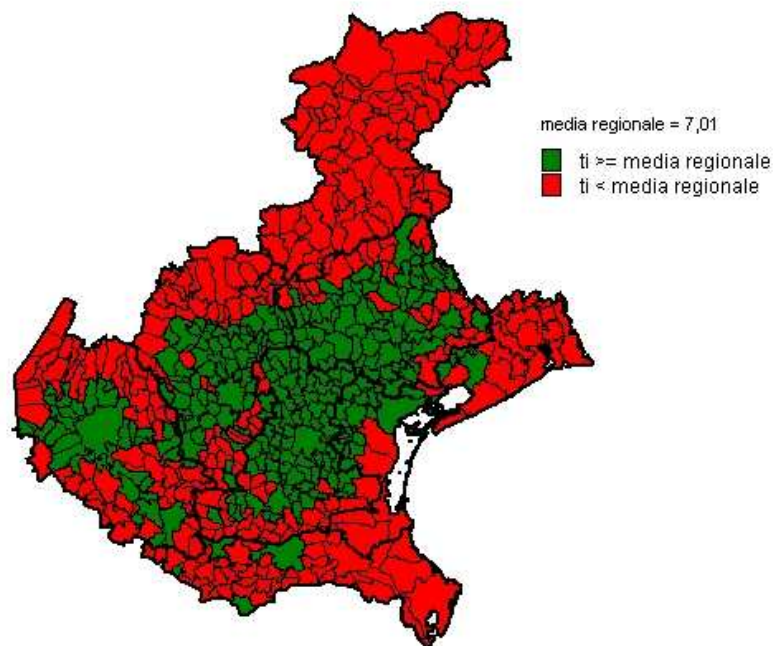 media regionale = 7,01
ti >= media regionale
ti < media regionale